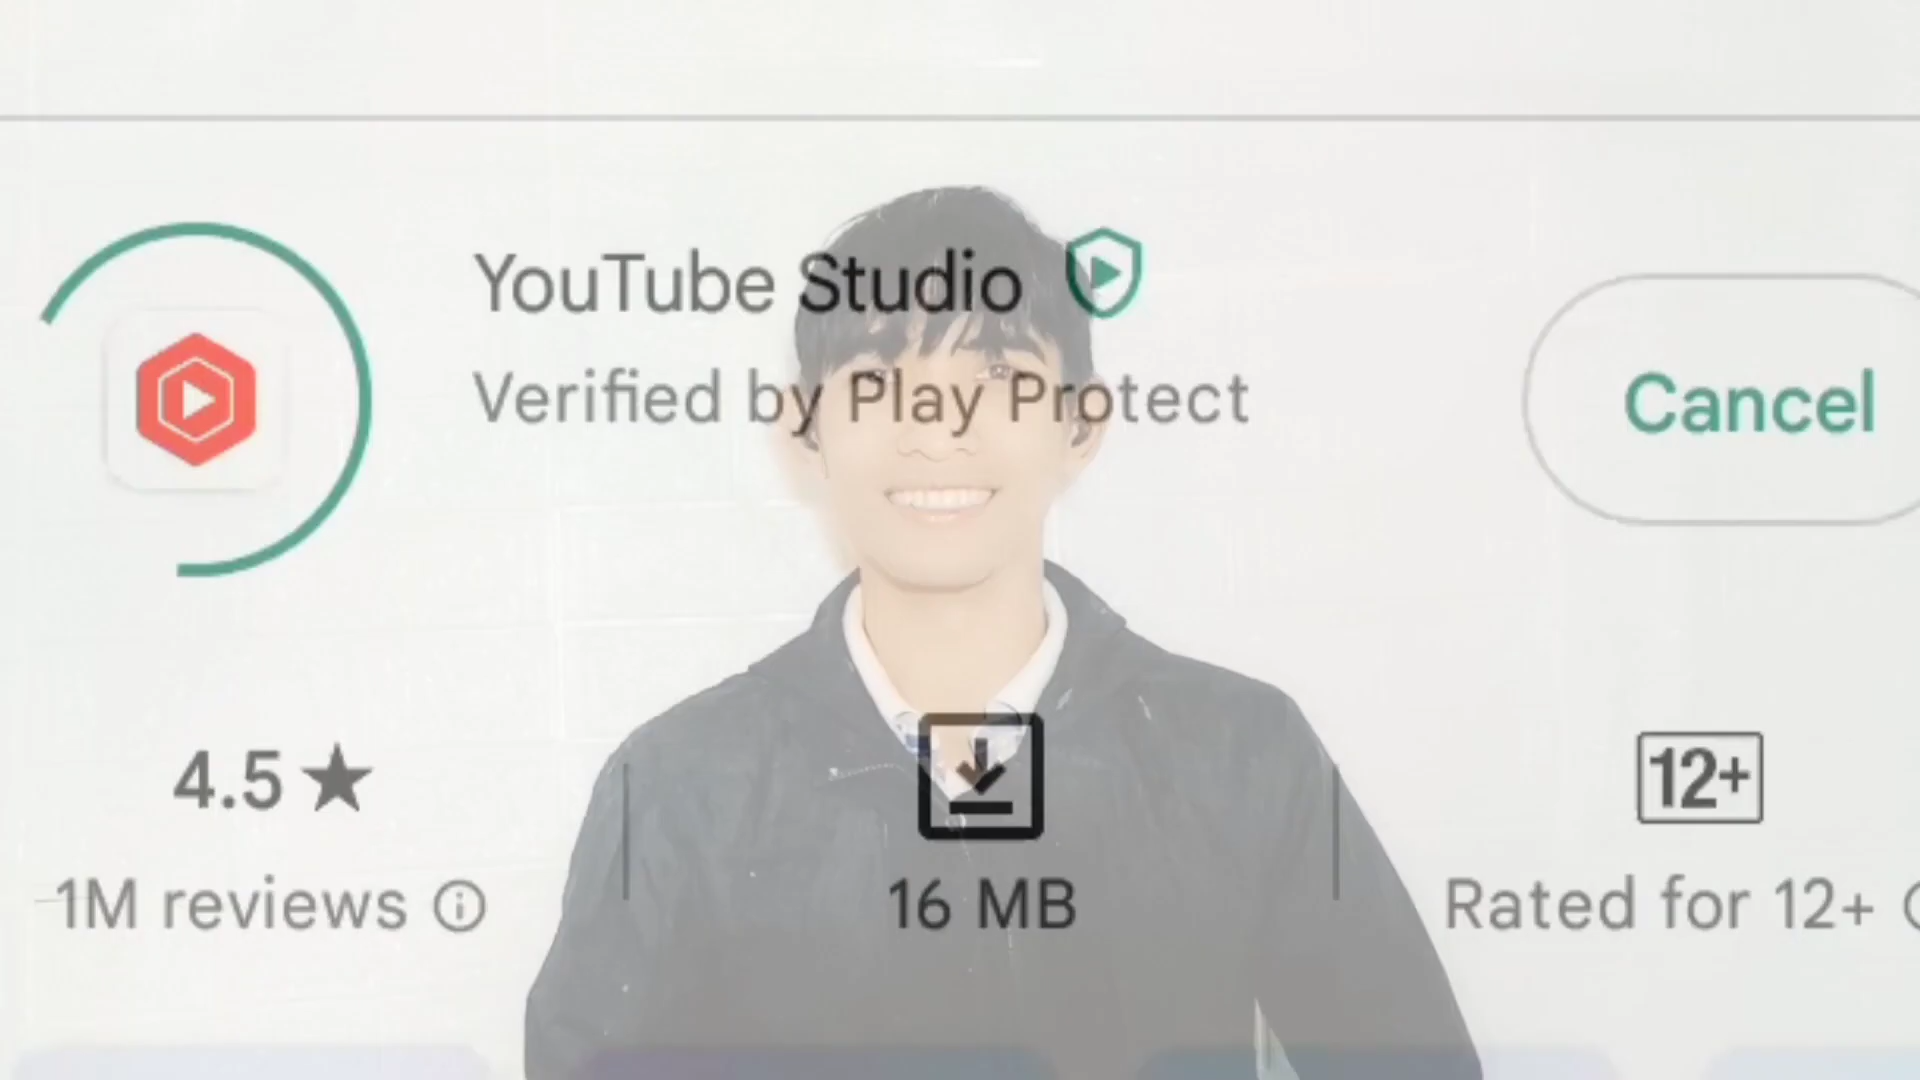 YouTube Studio
Verified by Play Protect
Cancel
4.5 ★
1M reviews
16 MB
12+
Rated for 12+